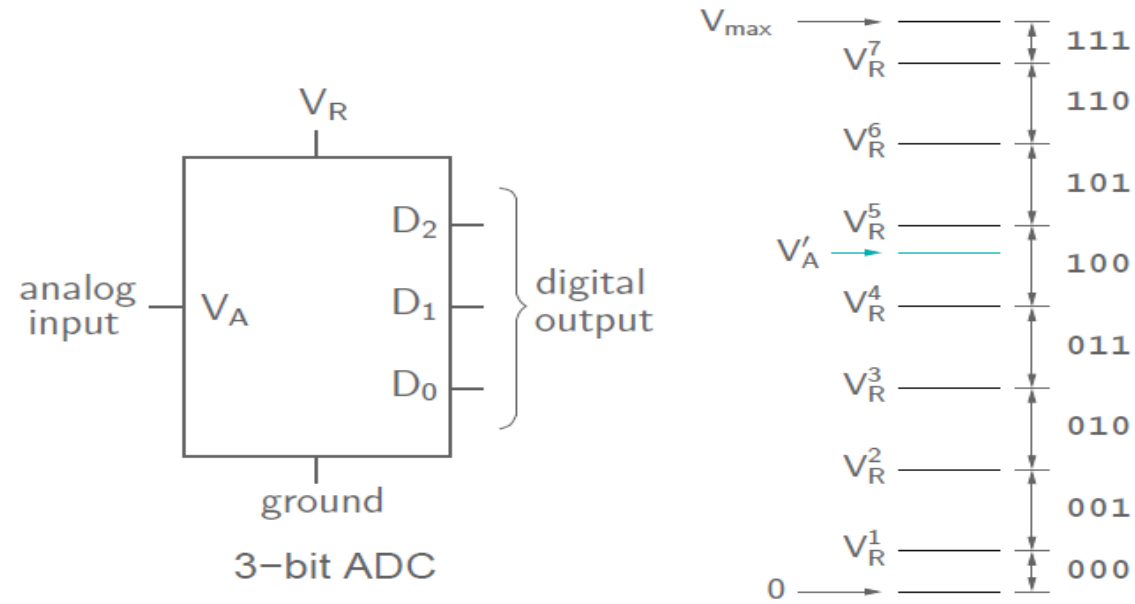 V_R
analog
input
V_A
D_2
D_1
D_0
digital
output
ground
3-bit ADC
V_max
111
V_R^7
110
V_R^6
101
V_R^5
V'_A
100
V_R^4
011
V_R^3
010
V_R^2
001
V_R^1
000
0